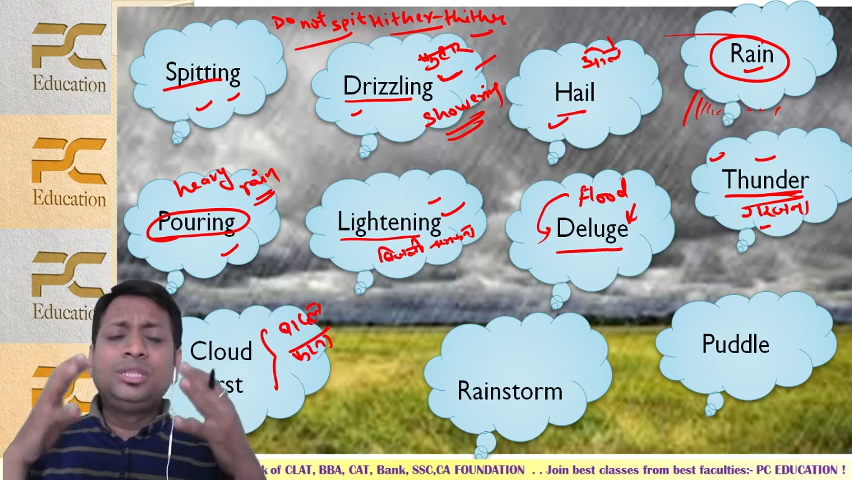 PC
Education
PC
Education
PC
Education
PC
Do not spit hither-thither
Spitting
Drizzling
फुहार
showering
Hail
ओले
Rain
heavy rain
Pouring
Lightening
बिजली चमकना
flood
Deluge
Thunder
गरजना
Cloud
बादल
फटना
Rainstorm
Puddle
k of CLAT, BBA, CAT, Bank, SSC,CA FOUNDATION . . Join best classes from best faculties:- PC EDUCATION !